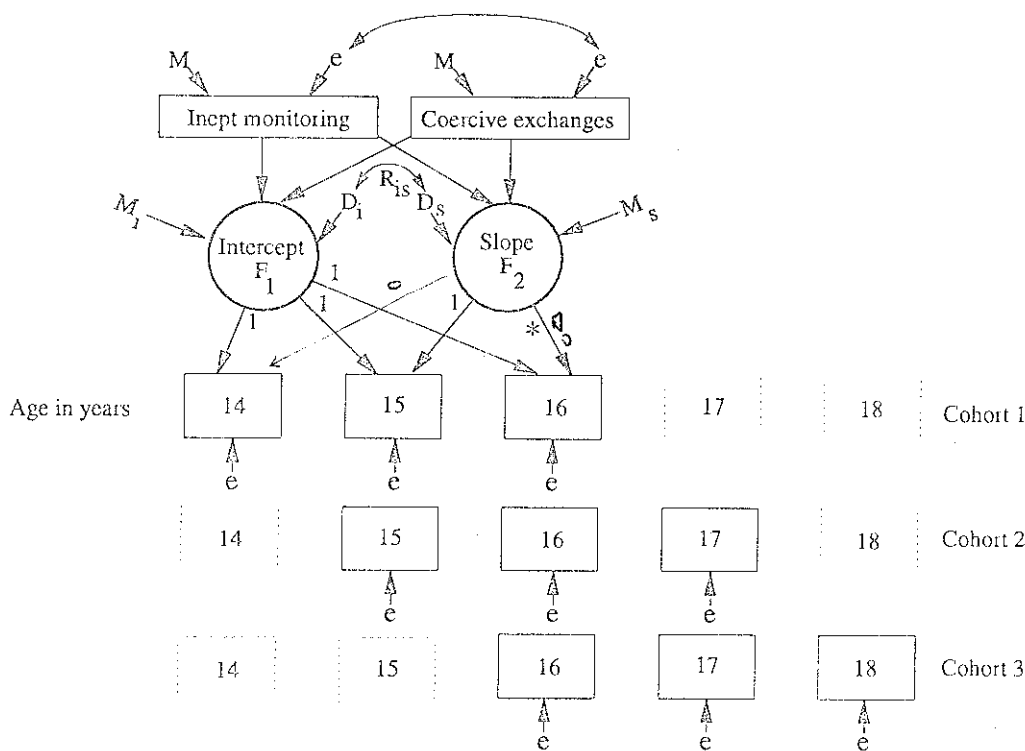 M e M e
Inept monitoring Coercive exchanges
R_is
D_i D_s
M_i M_s
Intercept Slope
F_1 F_2
1 0
1 1 1 *
Age in years 14 15 16 17 18 Cohort 1
e e e
14 15 16 17 18 Cohort 2
e e e
14 15 16 17 18 Cohort 3
e e e